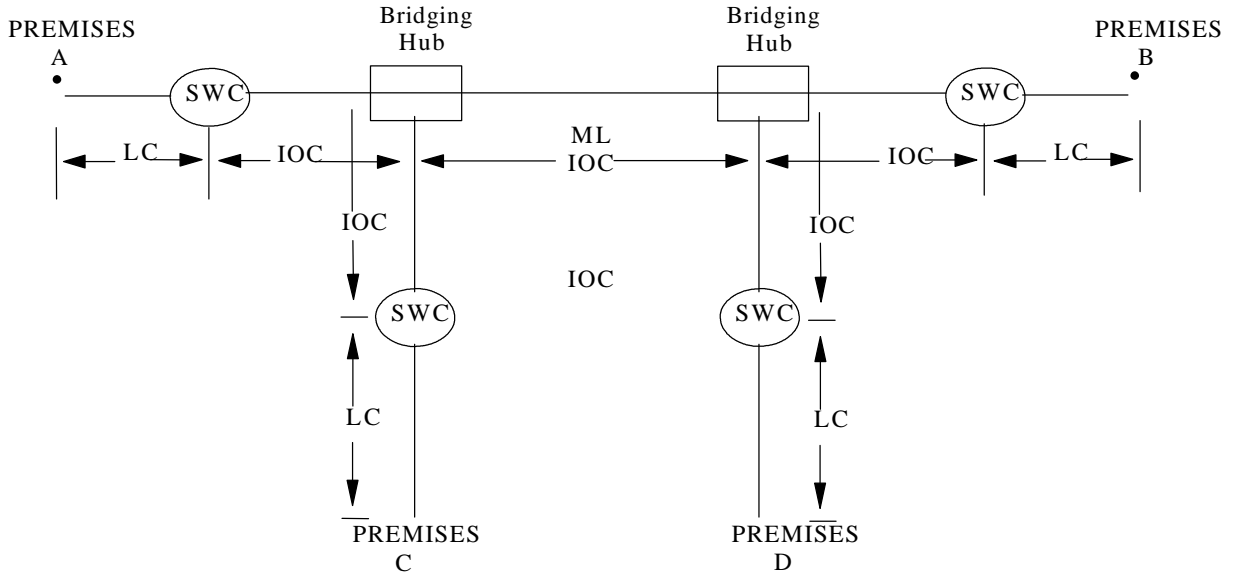 PREMISES
A
Bridging
Hub
Bridging
Hub
PREMISES
B
SWC
SWC
LC
IOC
ML
IOC
IOC
LC
IOC
IOC
IOC
SWC
SWC
LC
LC
PREMISES
C
PREMISES
D